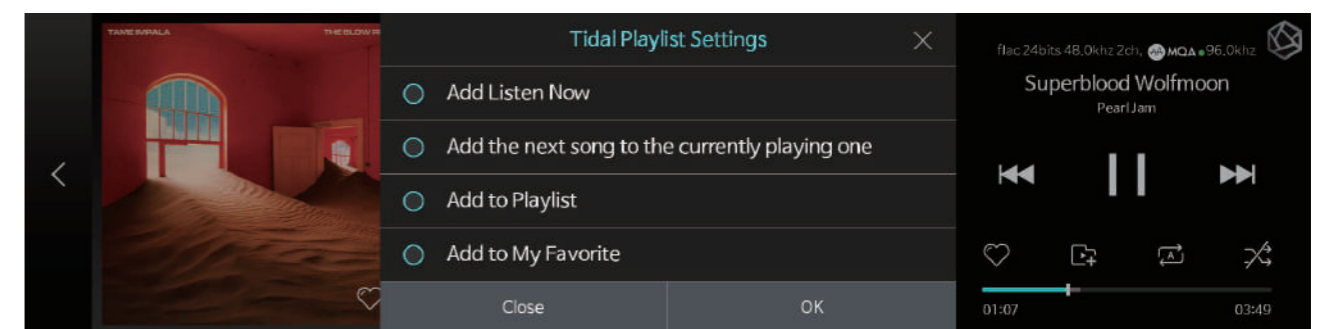 TAME IMPALA
THE SLOW R
Tidal Playlist Settings
Add Listen Now
Add the next song to the currently playing one
Add to Playlist
Add to My Favorite
Close
OK
flac 24bits 48.0khz 2ch, MQA 96.0khz
Superblood Wolfmoon
Pearl Jam
A
01:07
03:49